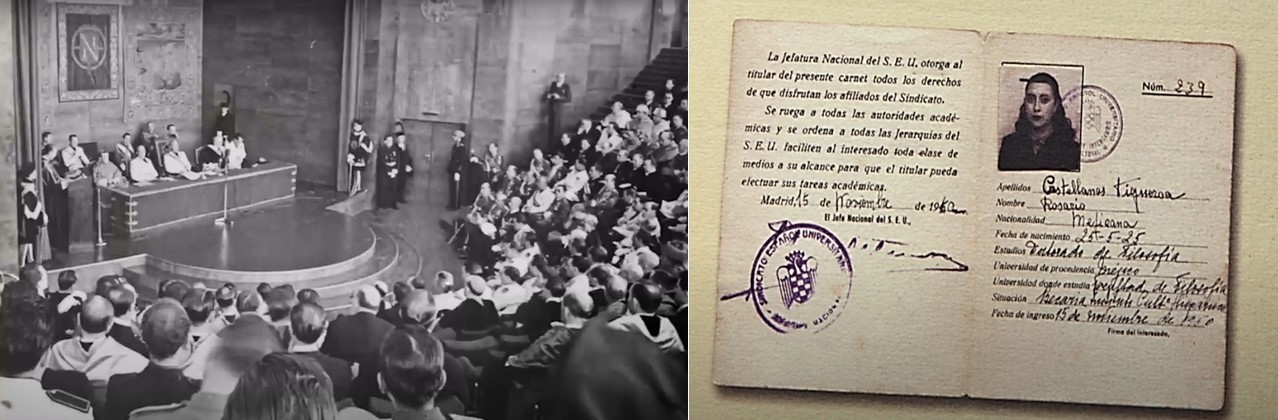 La Jefatura Nacional del S. E. U. otorga al
titular del presente carnet todos los derechos
de que disfrutan los afiliados del Sindicato.
Se ruega a todas las autoridades acadé-
micas y se ordena a todas las Jerarquías del
S. E. U. faciliten al interesado toda clase de
medios a su alcance para que el titular pueda
efectuar sus tareas académicas.
Madrid, 15 de Noviembre de 19
El Jefe Nacional del S. E. U.,
SINDICATO ESPAÑOL UNIVERSITARIO
Núm. 239
Apellidos Castellanos Figueroa
Nombre Rosario
Nacionalidad Mejicana
Fecha de nacimiento 25-5-25
Estudios Doctorado de Filosofía
Universidad de procedencia Méjico
Universidad donde estudia Facultad de Filosofía
Situación Becaria
Fecha de ingreso 15 de noviembre de 1950
Firma del interesado,